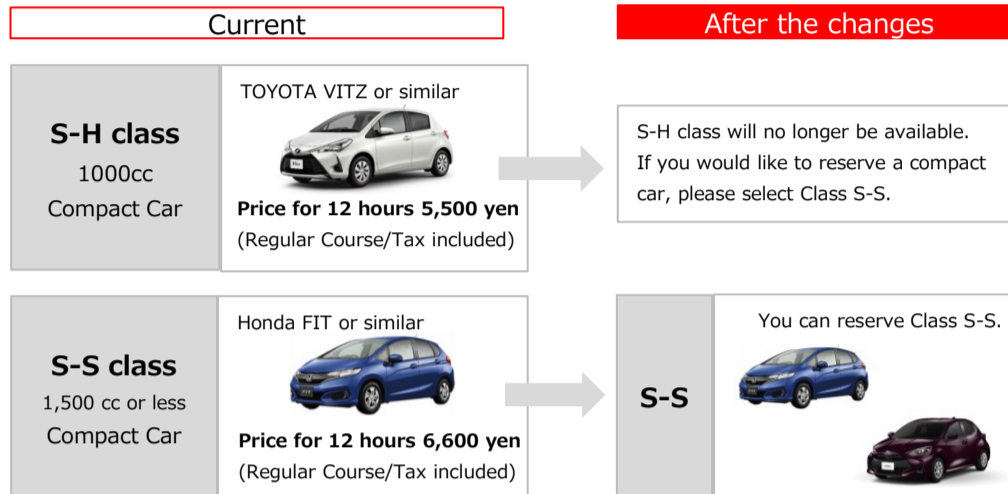 Current
After the changes
S-H class
1000cc
Compact Car
TOYOTA VITZ or similar
Price for 12 hours 5,500 yen
(Regular Course/Tax included)
S-H class will no longer be available.
If you would like to reserve a compact
car, please select Class S-S.
S-S class
1,500 cc or less
Compact Car
Honda FIT or similar
Price for 12 hours 6,600 yen
(Regular Course/Tax included)
S-S
You can reserve Class S-S.